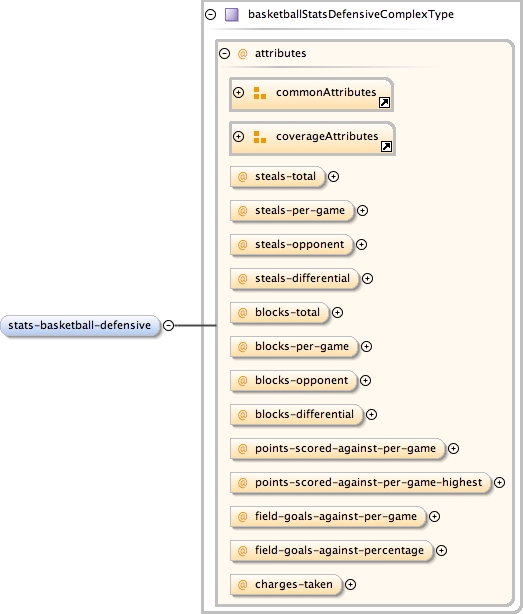 basketballStatsDefensiveComplexType
@ attributes
commonAttributes
coverageAttributes
@ steals-total
@ steals-per-game
@ steals-opponent
@ steals-differential
@ blocks-total
stats-basketball-defensive
@ blocks-per-game
@ blocks-opponent
@ blocks-differential
@ points-scored-against-per-game
@ points-scored-against-per-game-highest
@ field-goals-against-per-game
@ field-goals-against-percentage
@ charges-taken